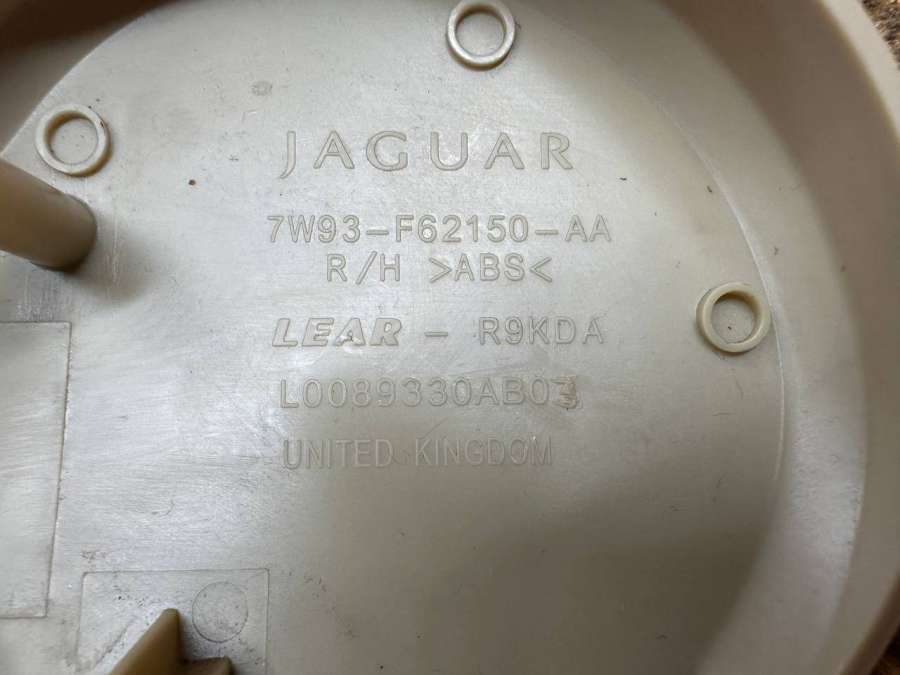 JAGUAR
7W93-F62150-AA
R/H >ABS<
LEAR - R9KDA
L0089330AB03
UNITED KINGDOM